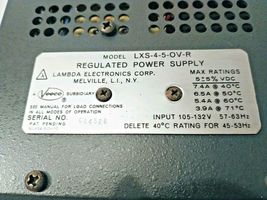 MODEL LXS-4-5-OV-R
REGULATED POWER SUPPLY
LAMBDA ELECTRONICS CORP.
MELVILLE, L.I., N.Y.
Veeco SUBSIDIARY
SEE MANUAL FOR LOAD CONNECTIONS
IN ALL MODES OF OPERATION
SERIAL NO.
PAT. PENDING
MAX RATINGS
5±5% VDC
7.4A @ 40°C
6.5A @ 50°C
5.4A @ 60°C
3.9A @ 71°C
INPUT 105-132V 57-63Hz
DELETE 40°C RATING FOR 45-53Hz